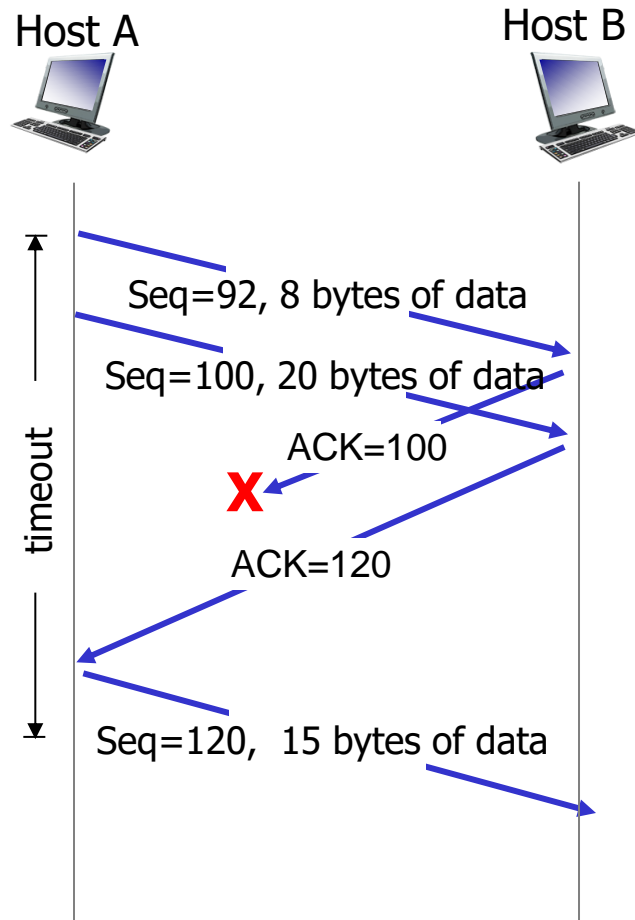 Host A
Host B
Seq=92, 8 bytes of data
Seq=100, 20 bytes of data
ACK=100
X
timeout
ACK=120
Seq=120, 15 bytes of data